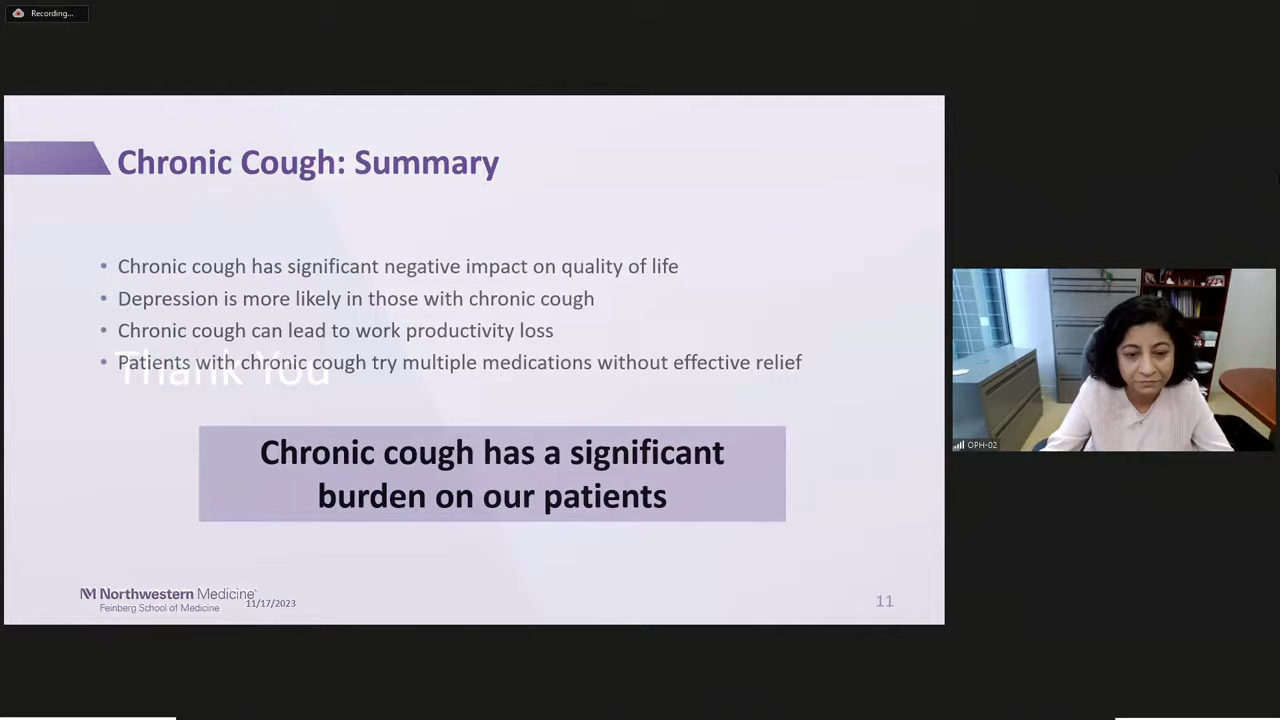 Recording...
Chronic Cough: Summary
• Chronic cough has significant negative impact on quality of life
• Depression is more likely in those with chronic cough
• Chronic cough can lead to work productivity loss
• Patients with chronic cough try multiple medications without effective relief
Thank You
Chronic cough has a significant
burden on our patients
Northwestern Medicine
Feinberg School of Medicine
11/17/2023
11
OPH-02